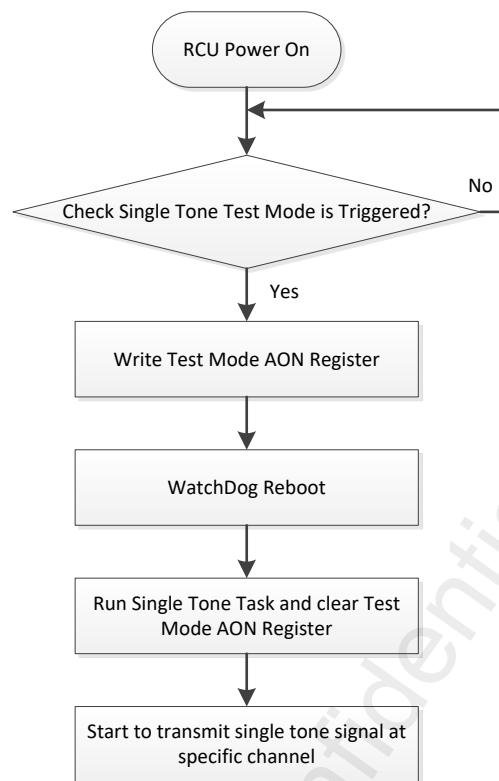 RCU Power On
Check Single Tone Test Mode is Triggered?
No
Yes
Write Test Mode AON Register
WatchDog Reboot
Run Single Tone Task and clear Test
Mode AON Register
Start to transmit single tone signal at
specific channel